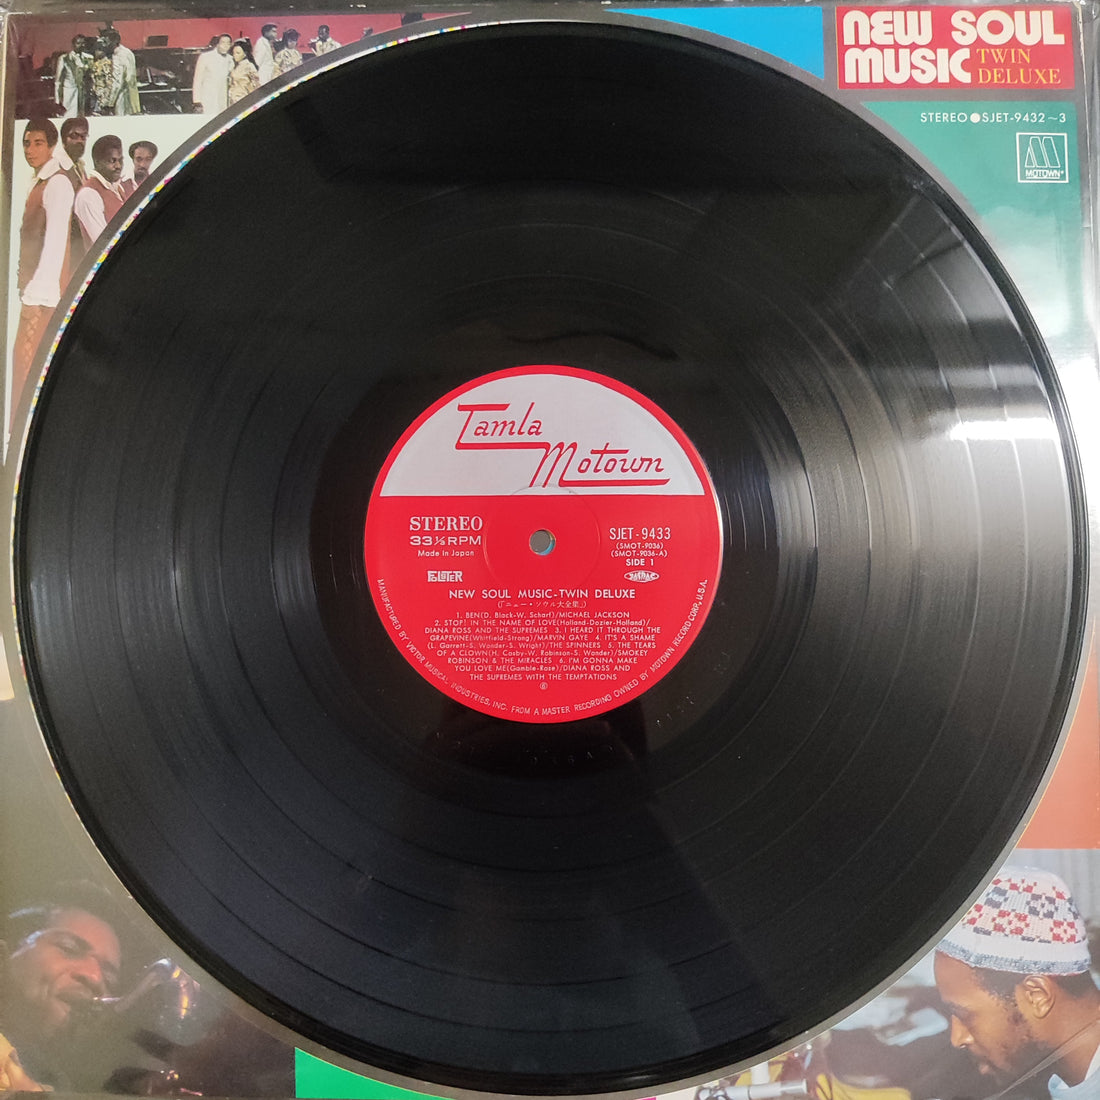 NEW SOUL
MUSIC TWIN
DELUXE
STEREO●SJET-9432~3
MOTOWN
Tamla
Motown
STEREO
33⅓RPM
Made in Japan
SJET-9433
(SMOT-9036)
(SMOT-9036-A)
SIDE 1
NEW SOUL MUSIC-TWIN DELUXE
(「ニュー・ソウル大全集」)
1. BEN(D. Black-W. Scharf)/MICHAEL JACKSON
2. STOP! IN THE NAME OF LOVE(Holland-Dozier-Holland)/
DIANA ROSS AND THE SUPREMES 3. I HEARD IT THROUGH THE
GRAPEVINE(Whitfield-Strong)/MARVIN GAYE 4. IT'S A SHAME
(L. Garrett-S. Wonder-S. Wright)/THE SPINNERS 5. THE TEARS
OF A CLOWN(H. Cosby-W. Robinson-S. Wonder)/SMOKEY
ROBINSON & THE MIRACLES 6. I'M GONNA MAKE
YOU LOVE ME(Gamble-Rose)/DIANA ROSS AND
THE SUPREMES WITH THE TEMPTATIONS
Ⓟ
MANUFACTURED BY VICTOR MUSICAL INDUSTRIES, INC. FROM A MASTER RECORDING OWNED BY MOTOWN RECORD CORP., U.S.A.